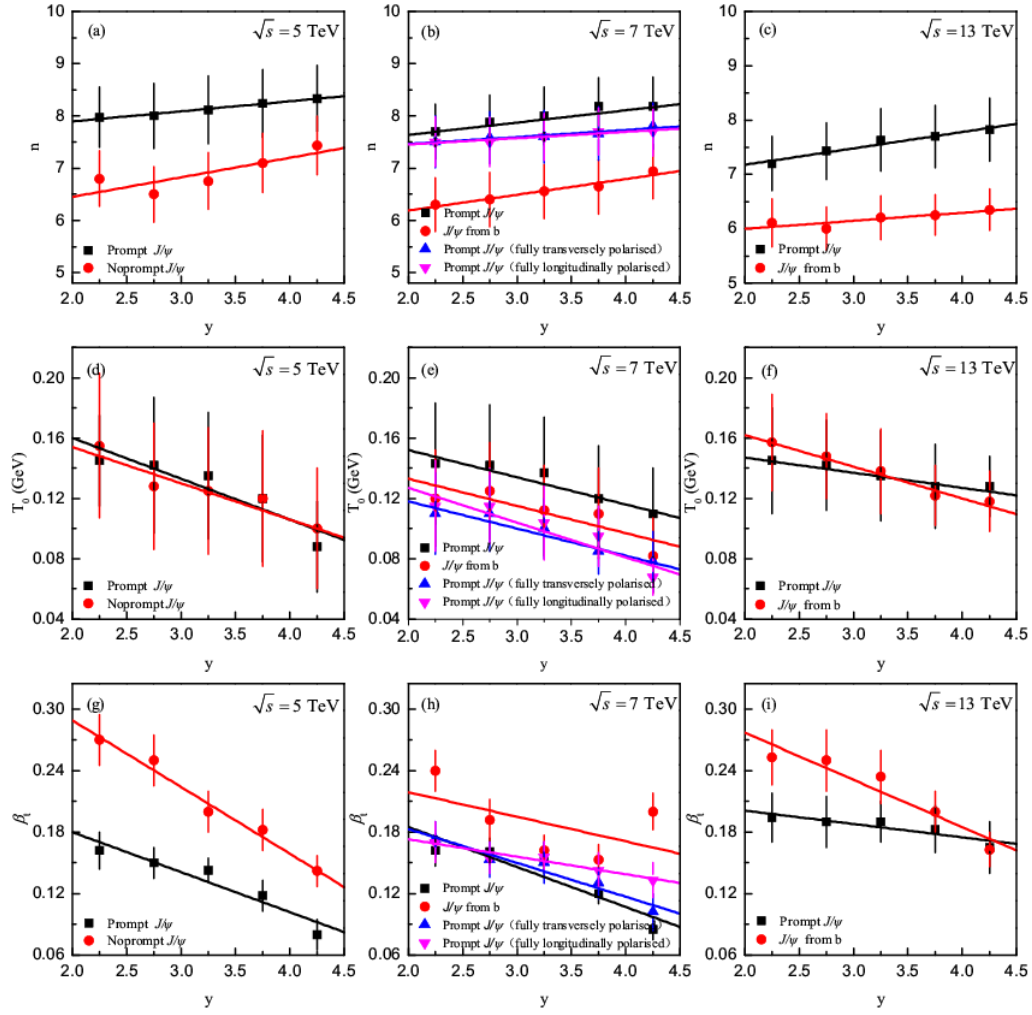 (a) √s = 5 TeV
10
9
8
7
6
5
n
Prompt J/ψ
Noprompt J/ψ
2.0 2.5 3.0 3.5 4.0 4.5
y
(b) √s = 7 TeV
10
9
8
7
6
5
n
Prompt J/ψ
J/ψ from b
Prompt J/ψ (fully transversely polarised)
Prompt J/ψ (fully longitudinally polarised)
2.0 2.5 3.0 3.5 4.0 4.5
y
(c) √s = 13 TeV
10
9
8
7
6
5
n
Prompt J/ψ
J/ψ from b
2.0 2.5 3.0 3.5 4.0 4.5
y
(d) √s = 5 TeV
0.20
0.16
0.12
0.08
0.04
T₀ (GeV)
Prompt J/ψ
Noprompt J/ψ
2.0 2.5 3.0 3.5 4.0 4.5
y
(e) √s = 7 TeV
0.20
0.16
0.12
0.08
0.04
T₀ (GeV)
Prompt J/ψ
J/ψ from b
Prompt J/ψ (fully transversely polarised)
Prompt J/ψ (fully longitudinally polarised)
2.0 2.5 3.0 3.5 4.0 4.5
y
(f) √s = 13 TeV
0.20
0.16
0.12
0.08
0.04
T₀ (GeV)
Prompt J/ψ
J/ψ from b
2.0 2.5 3.0 3.5 4.0 4.5
y
(g) √s = 5 TeV
0.30
0.24
0.18
0.12
0.06
βₜ
Prompt J/ψ
Noprompt J/ψ
2.0 2.5 3.0 3.5 4.0 4.5
y
(h) √s = 7 TeV
0.30
0.24
0.18
0.12
0.06
βₜ
Prompt J/ψ
J/ψ from b
Prompt J/ψ (fully transversely polarised)
Prompt J/ψ (fully longitudinally polarised)
2.0 2.5 3.0 3.5 4.0 4.5
y
(i) √s = 13 TeV
0.30
0.24
0.18
0.12
0.06
βₜ
Prompt J/ψ
J/ψ from b
2.0 2.5 3.0 3.5 4.0 4.5
y